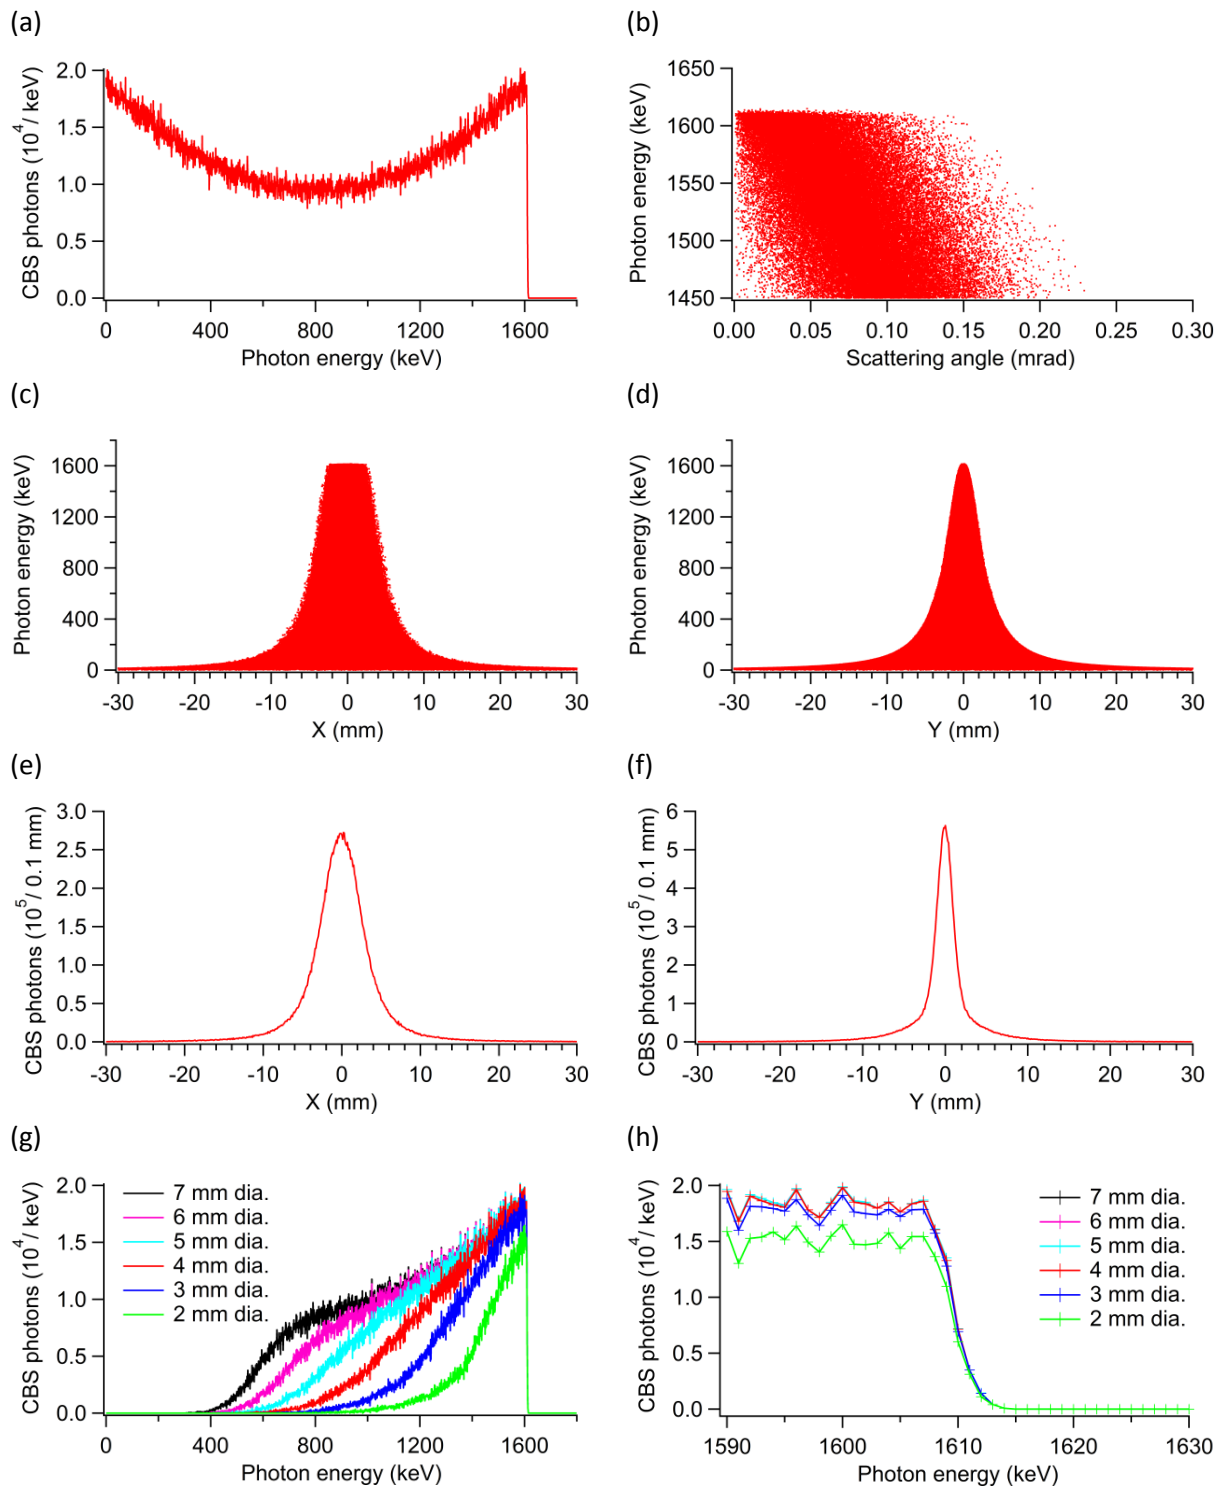 (a)
2.0
1.5
1.0
0.5
0.0
CBS photons (10^4/ keV)
0
400
800
1200
1600
Photon energy (keV)
(b)
1650
1600
1550
1500
1450
Photon energy (keV)
0.00
0.05
0.10
0.15
0.20
0.25
0.30
Scattering angle (mrad)
(c)
1600
1200
800
400
0
Photon energy (keV)
-30
-20
-10
0
10
20
30
X (mm)
(d)
1600
1200
800
400
0
Photon energy (keV)
-30
-20
-10
0
10
20
30
Y (mm)
(e)
3.0
2.5
2.0
1.5
1.0
0.5
0.0
CBS photons (10^5/ 0.1 mm)
-30
-20
-10
0
10
20
30
X (mm)
(f)
6
5
4
3
2
1
0
CBS photons (10^5/ 0.1 mm)
-30
-20
-10
0
10
20
30
Y (mm)
(g)
2.0
1.5
1.0
0.5
0.0
CBS photons (10^4/ keV)
7 mm dia.
6 mm dia.
5 mm dia.
4 mm dia.
3 mm dia.
2 mm dia.
0
400
800
1200
1600
Photon energy (keV)
(h)
2.0
1.5
1.0
0.5
0.0
CBS photons (10^4/ keV)
7 mm dia.
6 mm dia.
5 mm dia.
4 mm dia.
3 mm dia.
2 mm dia.
1590
1600
1610
1620
1630
Photon energy (keV)